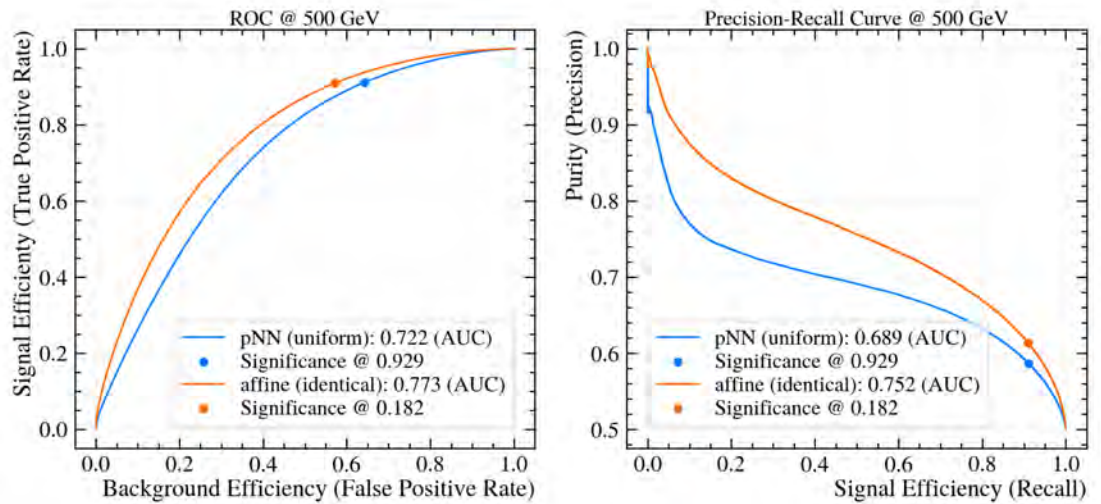 ROC @ 500 GeV
Signal Efficienty (True Positive Rate)
1.0
0.8
0.6
0.4
0.2
0.0
pNN (uniform): 0.722 (AUC)
Significance @ 0.929
affine (identical): 0.773 (AUC)
Significance @ 0.182
0.0 0.2 0.4 0.6 0.8 1.0
Background Efficiency (False Positive Rate)
Precision-Recall Curve @ 500 GeV
Purity (Precision)
1.0
0.9
0.8
0.7
0.6
0.5
pNN (uniform): 0.689 (AUC)
Significance @ 0.929
affine (identical): 0.752 (AUC)
Significance @ 0.182
0.0 0.2 0.4 0.6 0.8 1.0
Signal Efficiency (Recall)